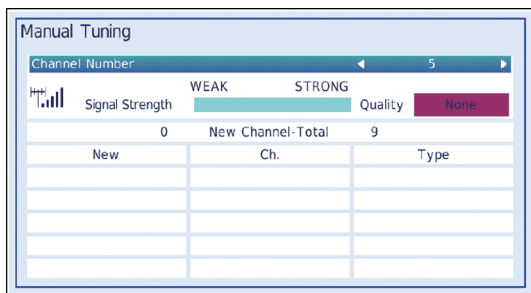 Manual Tuning
Channel Number 5
WEAK STRONG
Signal Strength Quality None
0 New Channel-Total 9
New Ch. Type